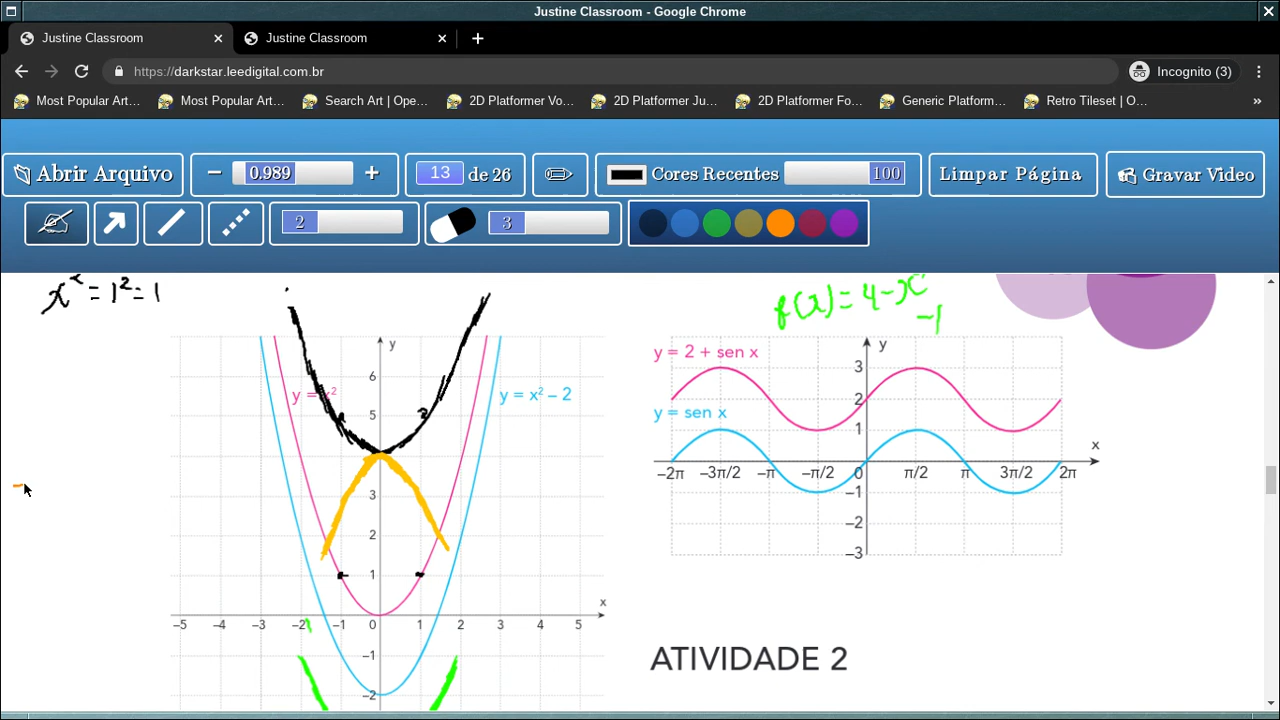 Justine Classroom - Google Chrome
Justine Classroom
Justine Classroom
https://darkstar.leedigital.com.br
Incognito (3)
Most Popular Art...
Most Popular Art...
Search Art | Ope...
2D Platformer Vo...
2D Platformer Ju...
2D Platformer Fo...
Generic Platform...
Retro Tileset | O...
»
Abrir Arquivo
− 0.989 +
13 de 26
Cores Recentes 100
Limpar Página
Gravar Video
2
3
x² = 1² = 1
f(x) = 4 - x²
-1
y
6
5
3
2
1
-1
-2
y = x²
y = x² – 2
x
–5 –4 –3 –2 –1 0 1 2 3 4 5
y = 2 + sen x
y = sen x
y
3
2
1
–1
–2
–3
x
–2π –3π/2 –π –π/2 0 π/2 π 3π/2 2π
ATIVIDADE 2